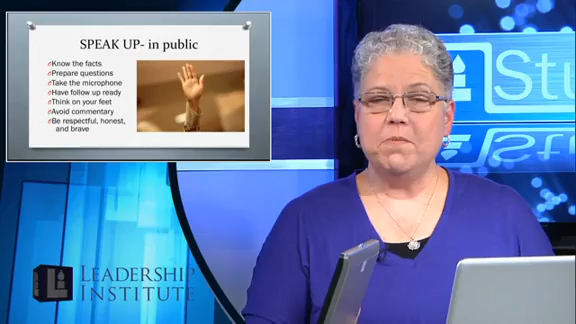 SPEAK UP- in public
Know the facts
Prepare questions
Take the microphone
Have follow up ready
Think on your feet
Avoid commentary
Be respectful, honest,
and brave
Stu
LEADERSHIP
INSTITUTE